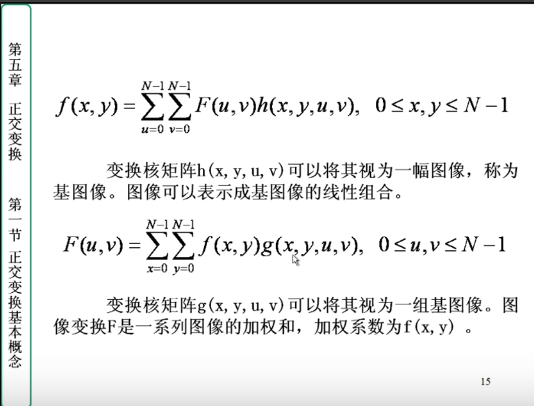 第五章 正交变换 第一节 正交变换基本概念
f(x,y) = ∑_{u=0}^{N-1} ∑_{v=0}^{N-1} F(u,v)h(x,y,u,v), 0 ≤ x,y ≤ N-1
变换核矩阵h(x,y,u,v)可以将其视为一幅图像，称为
基图像。图像可以表示成基图像的线性组合。
F(u,v) = ∑_{x=0}^{N-1} ∑_{y=0}^{N-1} f(x,y)g(x,y,u,v), 0 ≤ u,v ≤ N-1
变换核矩阵g(x,y,u,v)可以将其视为一组基图像。图
像变换F是一系列图像的加权和，加权系数为f(x,y) 。
15